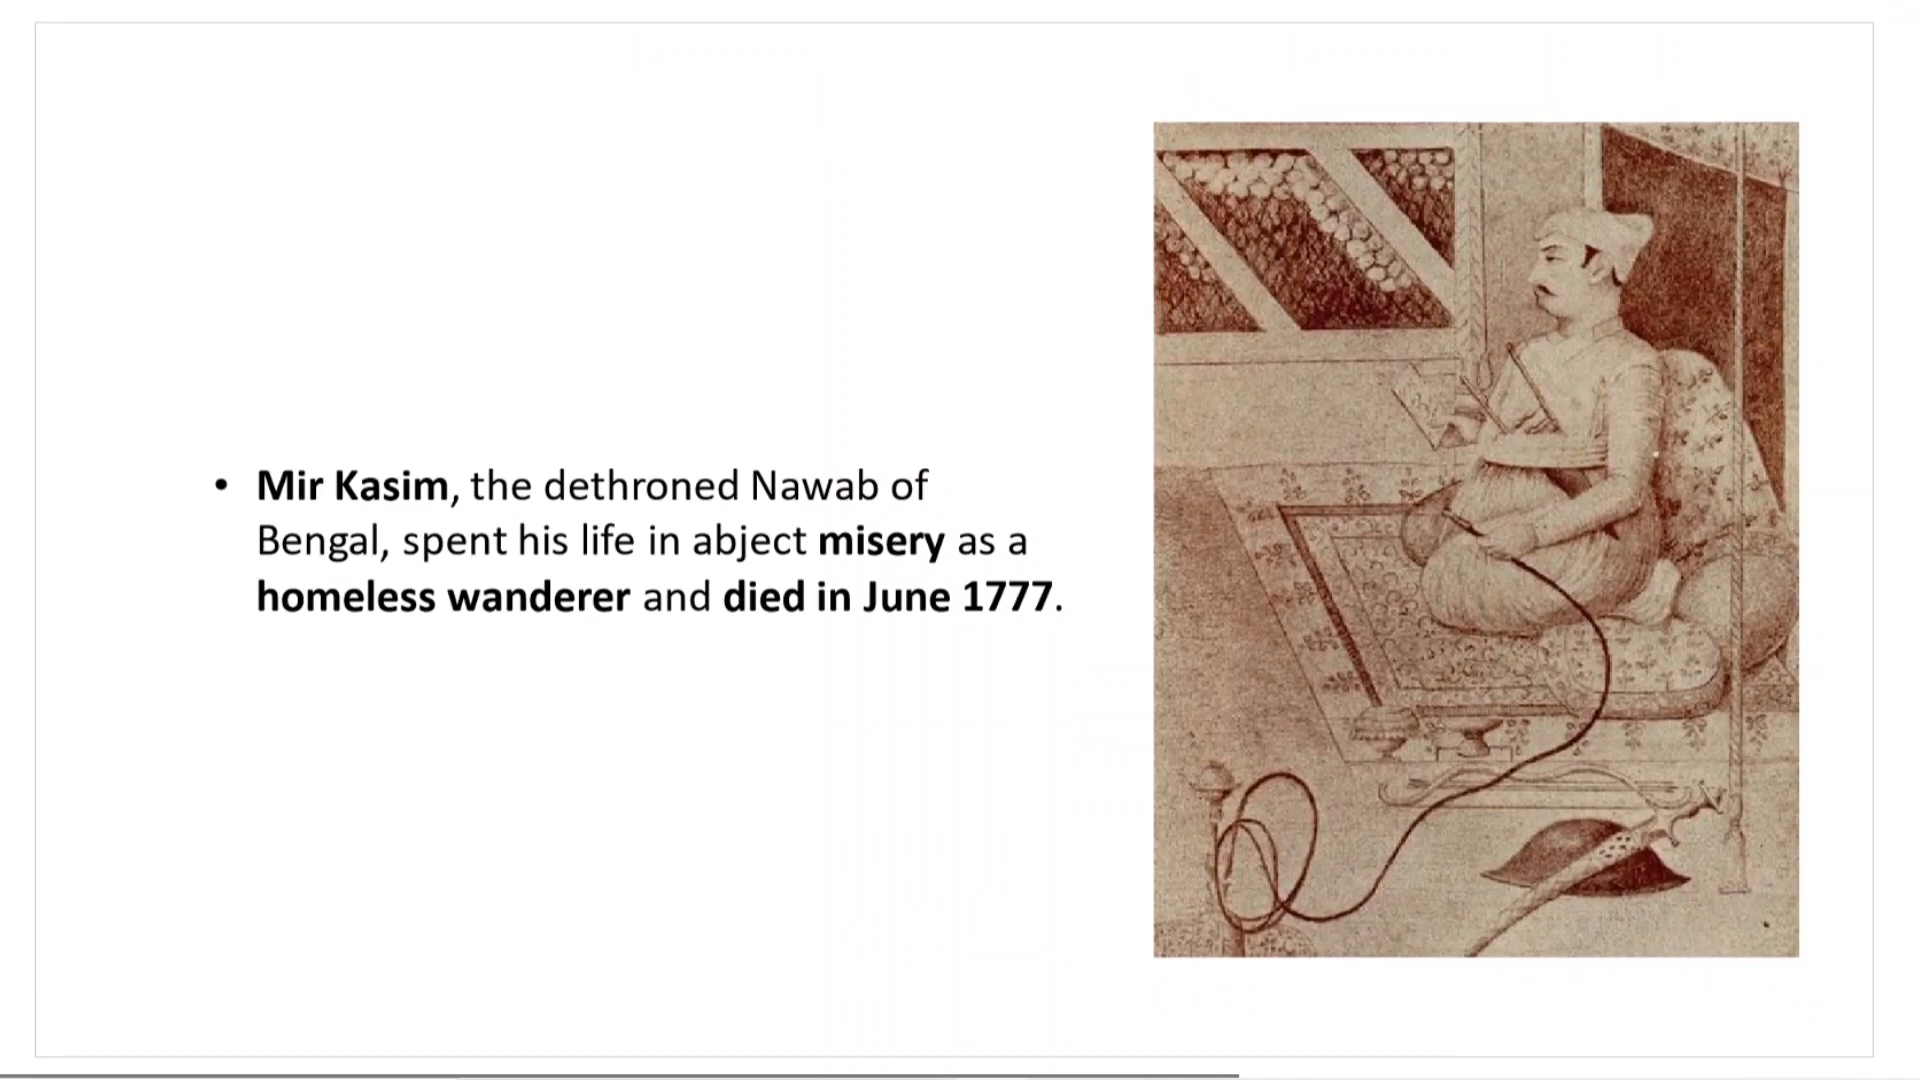 • Mir Kasim, the dethroned Nawab of
Bengal, spent his life in abject misery as a
homeless wanderer and died in June 1777.